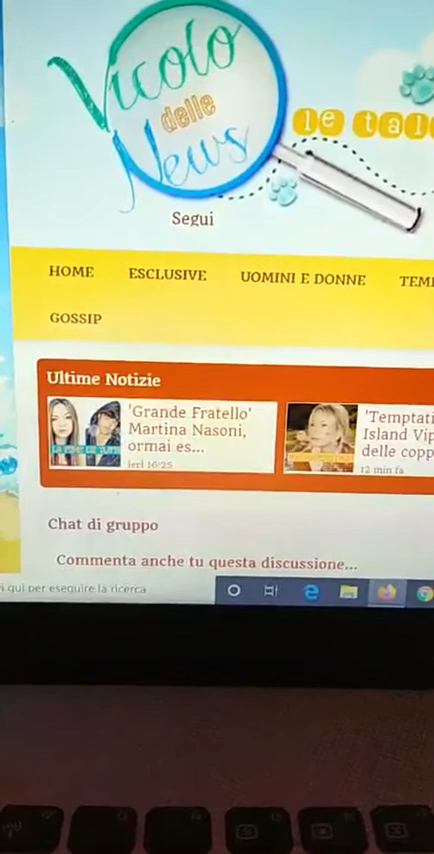 Vicolo
delle
News
le tal
Segui
HOME ESCLUSIVE UOMINI E DONNE TEM
GOSSIP
Ultime Notizie
'Grande Fratello'
Martina Nasoni,
ormai es...
ieri 16:25
'Temptati
Island Vip
delle copp
12 min fa
Chat di gruppo
Commenta anche tu questa discussione...
i qui per eseguire la ricerca